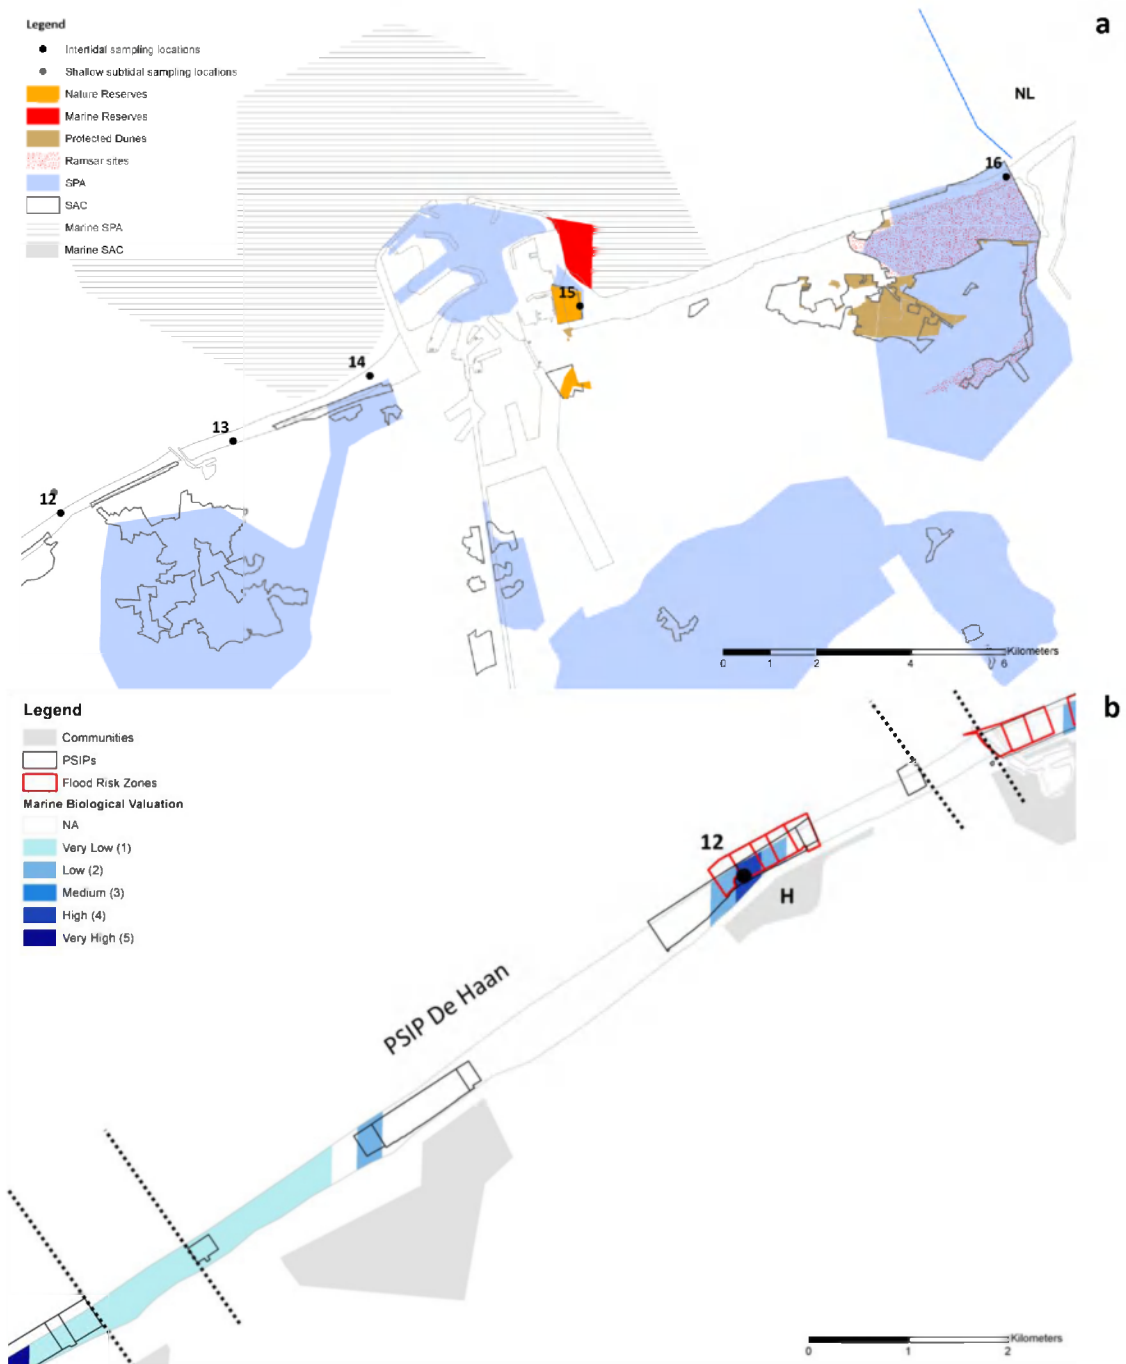 a
Legend
Intertidal sampling locations
Shallow subtidal sampling locations
Nature Reserves
Marine Reserves
Protected Dunes
Ramsar sites
SPA
SAC
Marine SPA
Marine SAC
NL
16
15
14
13
12
0 1 2 4 6 Kilometers
b
Legend
Communities
PSIPs
Flood Risk Zones
Marine Biological Valuation
NA
Very Low (1)
Low (2)
Medium (3)
High (4)
Very High (5)
12
H
PSIP De Haan
0 1 2 Kilometers